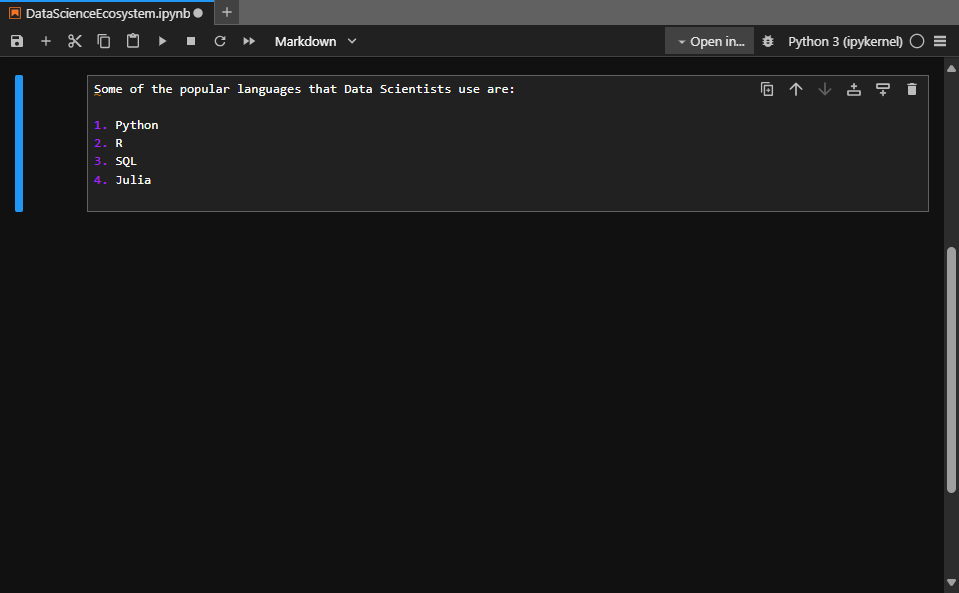 DataScienceEcosystem.ipynb
Markdown
Open in...
Python 3 (ipykernel)
Some of the popular languages that Data Scientists use are:
1. Python
2. R
3. SQL
4. Julia